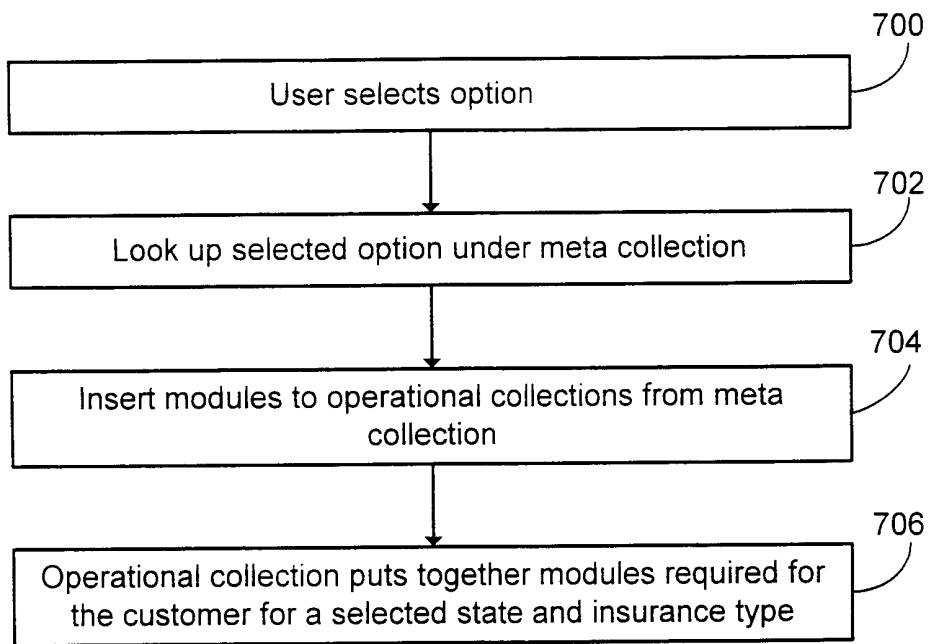 700
User selects option
702
Look up selected option under meta collection
704
Insert modules to operational collections from meta
collection
706
Operational collection puts together modules required for
the customer for a selected state and insurance type